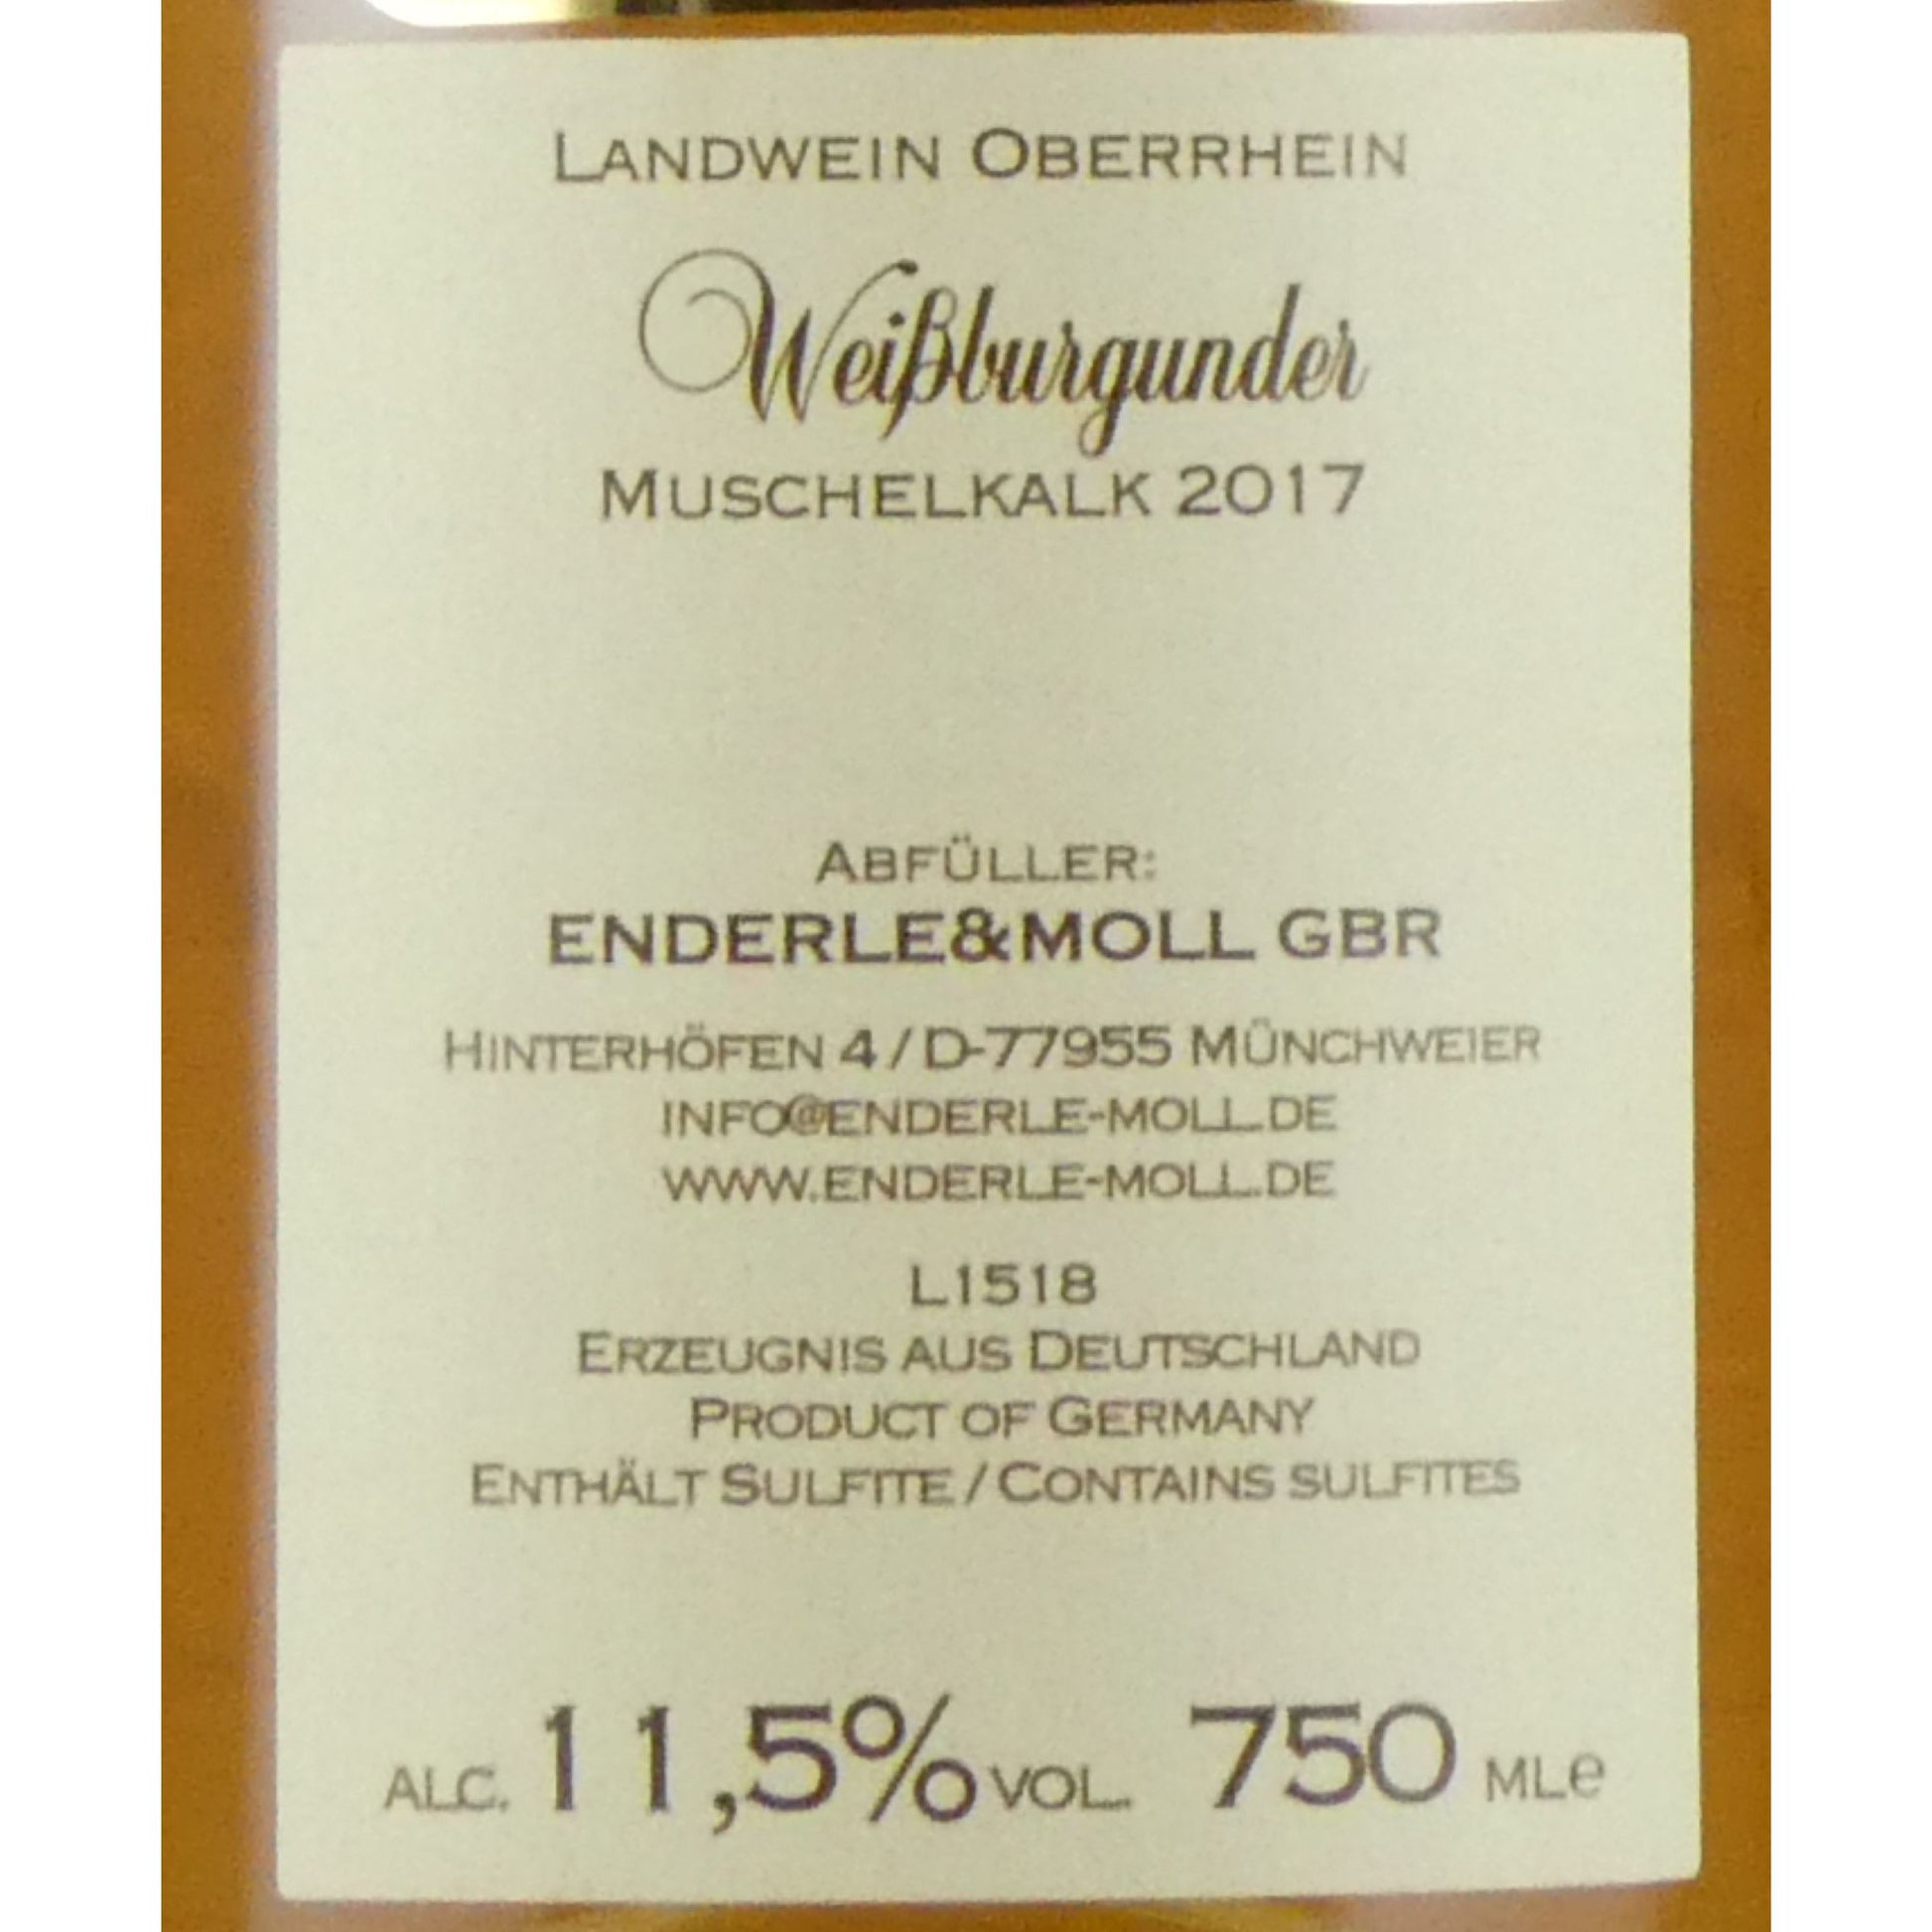 LANDWEIN OBERRHEIN
Weißburgunder
MUSCHELKALK 2017
ABFÜLLER:
ENDERLE&MOLL GBR
HINTERHÖFEN 4 / D-77955 MÜNCHWEIER
INFO@ENDERLE-MOLL.DE
WWW.ENDERLE-MOLL.DE
L1518
ERZEUGNIS AUS DEUTSCHLAND
PRODUCT OF GERMANY
ENTHÄLT SULFITE / CONTAINS SULFITES
ALC. 11,5% VOL. 750 MLe